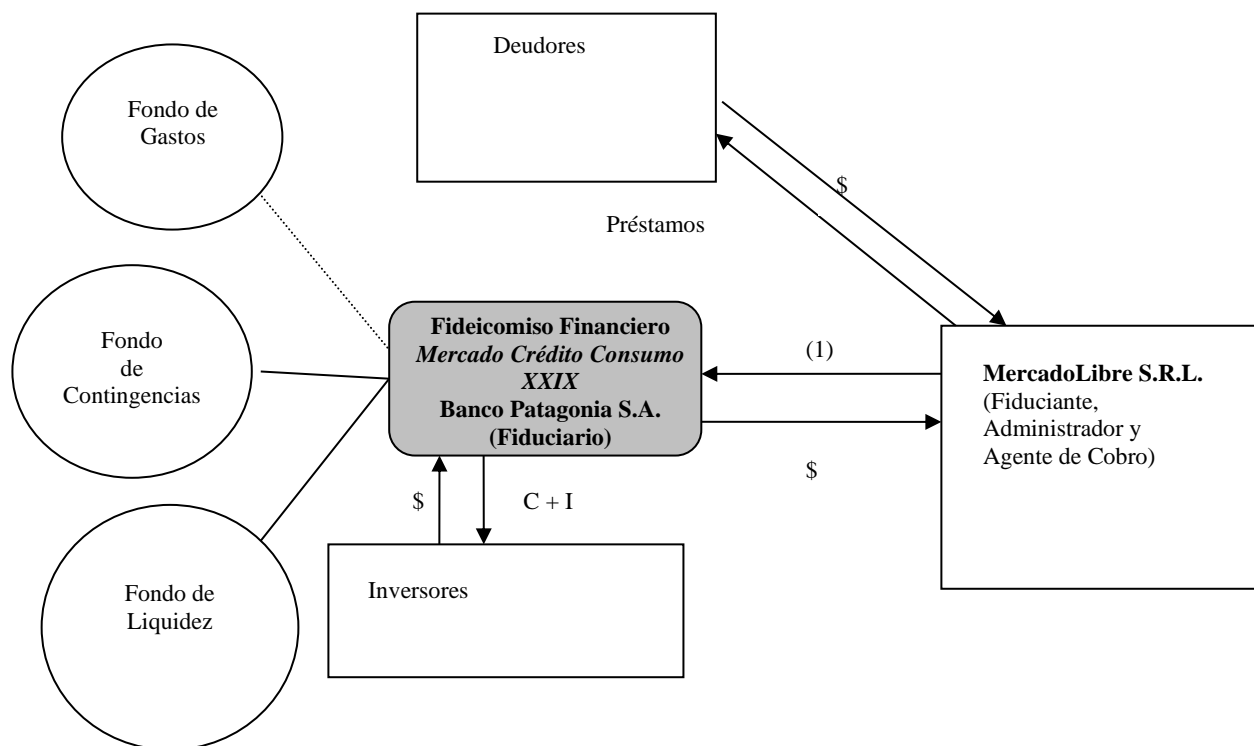 Deudores
Fondo de
Gastos
$
Préstamos
Fideicomiso Financiero
Mercado Crédito Consumo
XXIX
Banco Patagonia S.A.
(Fiduciario)
(1)
MercadoLibre S.R.L.
(Fiduciante,
Administrador y
Agente de Cobro)
Fondo
de
Contingencias
$
$
C + I
Inversores
Fondo de
Liquidez